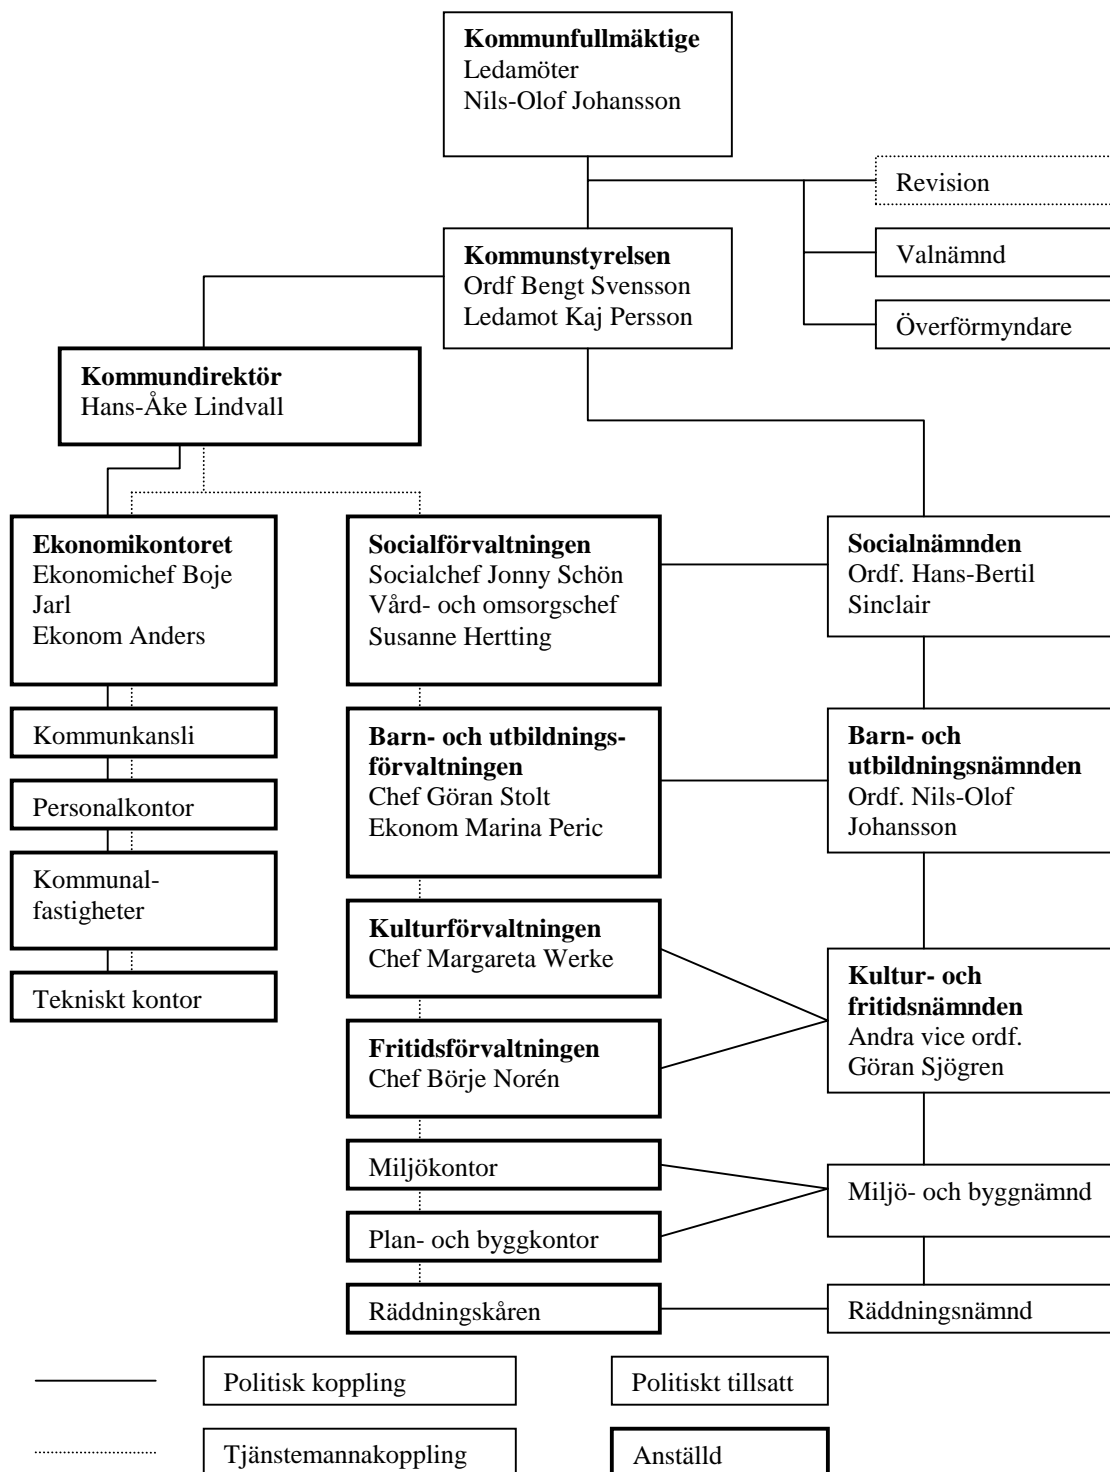 Kommunfullmäktige
Ledamöter
Nils-Olof Johansson
Revision
Valnämnd
Överförmyndare
Kommunstyrelsen
Ordf Bengt Svensson
Ledamot Kaj Persson
Kommundirektör
Hans-Åke Lindvall
Ekonomikontoret
Ekonomichef Boje
Jarl
Ekonom Anders
Socialförvaltningen
Socialchef Jonny Schön
Vård- och omsorgschef
Susanne Hertting
Socialnämnden
Ordf. Hans-Bertil
Sinclair
Kommunkansli
Personalkontor
Kommunal-
fastigheter
Tekniskt kontor
Barn- och utbildnings-
förvaltningen
Chef Göran Stolt
Ekonom Marina Peric
Barn- och
utbildningsnämnden
Ordf. Nils-Olof
Johansson
Kulturförvaltningen
Chef Margareta Werke
Fritidsförvaltningen
Chef Börje Norén
Kultur- och
fritidsnämnden
Andra vice ordf.
Göran Sjögren
Miljökontor
Plan- och byggkontor
Miljö- och byggnämnd
Räddningskåren
Räddningsnämnd
Politisk koppling
Politiskt tillsatt
Tjänstemannakoppling
Anställd